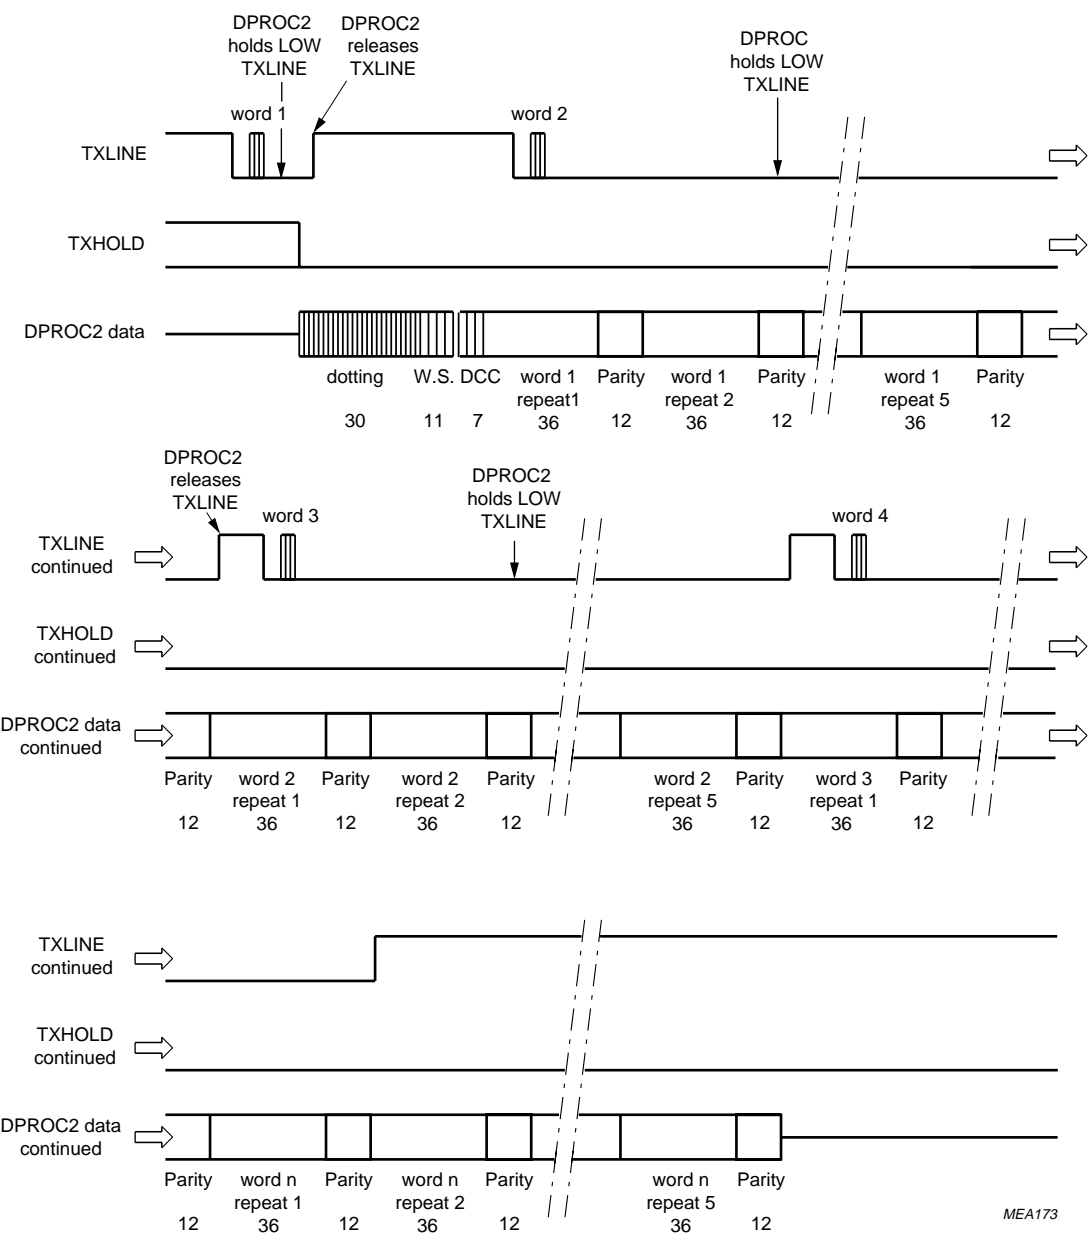 DPROC2 holds LOW TXLINE
DPROC2 releases TXLINE
DPROC holds LOW TXLINE
word 1
word 2
TXLINE
TXHOLD
DPROC2 data
dotting
W.S.
DCC
word 1 repeat1
Parity
word 1 repeat 2
Parity
word 1 repeat 5
Parity
30
11
7
36
12
36
12
36
12
DPROC2 releases TXLINE
DPROC2 holds LOW TXLINE
word 3
word 4
TXLINE continued
TXHOLD continued
DPROC2 data continued
Parity
word 2 repeat 1
Parity
word 2 repeat 2
Parity
word 2 repeat 5
Parity
word 3 repeat 1
Parity
12
36
12
36
12
36
12
36
12
TXLINE continued
TXHOLD continued
DPROC2 data continued
Parity
word n repeat 1
Parity
word n repeat 2
Parity
word n repeat 5
Parity
12
36
12
36
12
36
12
MEA173